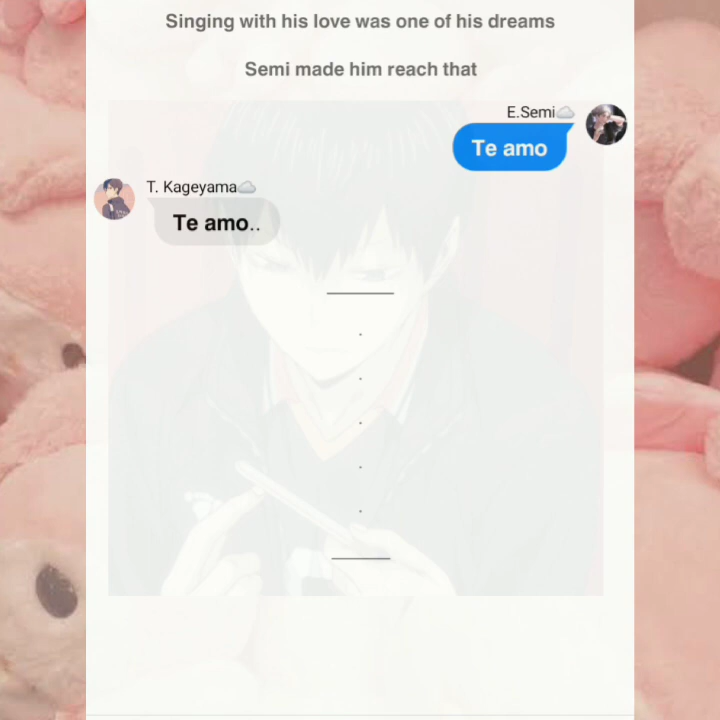 Singing with his love was one of his dreams
Semi made him reach that
E.Semi☁️
Te amo
T. Kageyama☁️
Te amo..
.
.
.
.
.